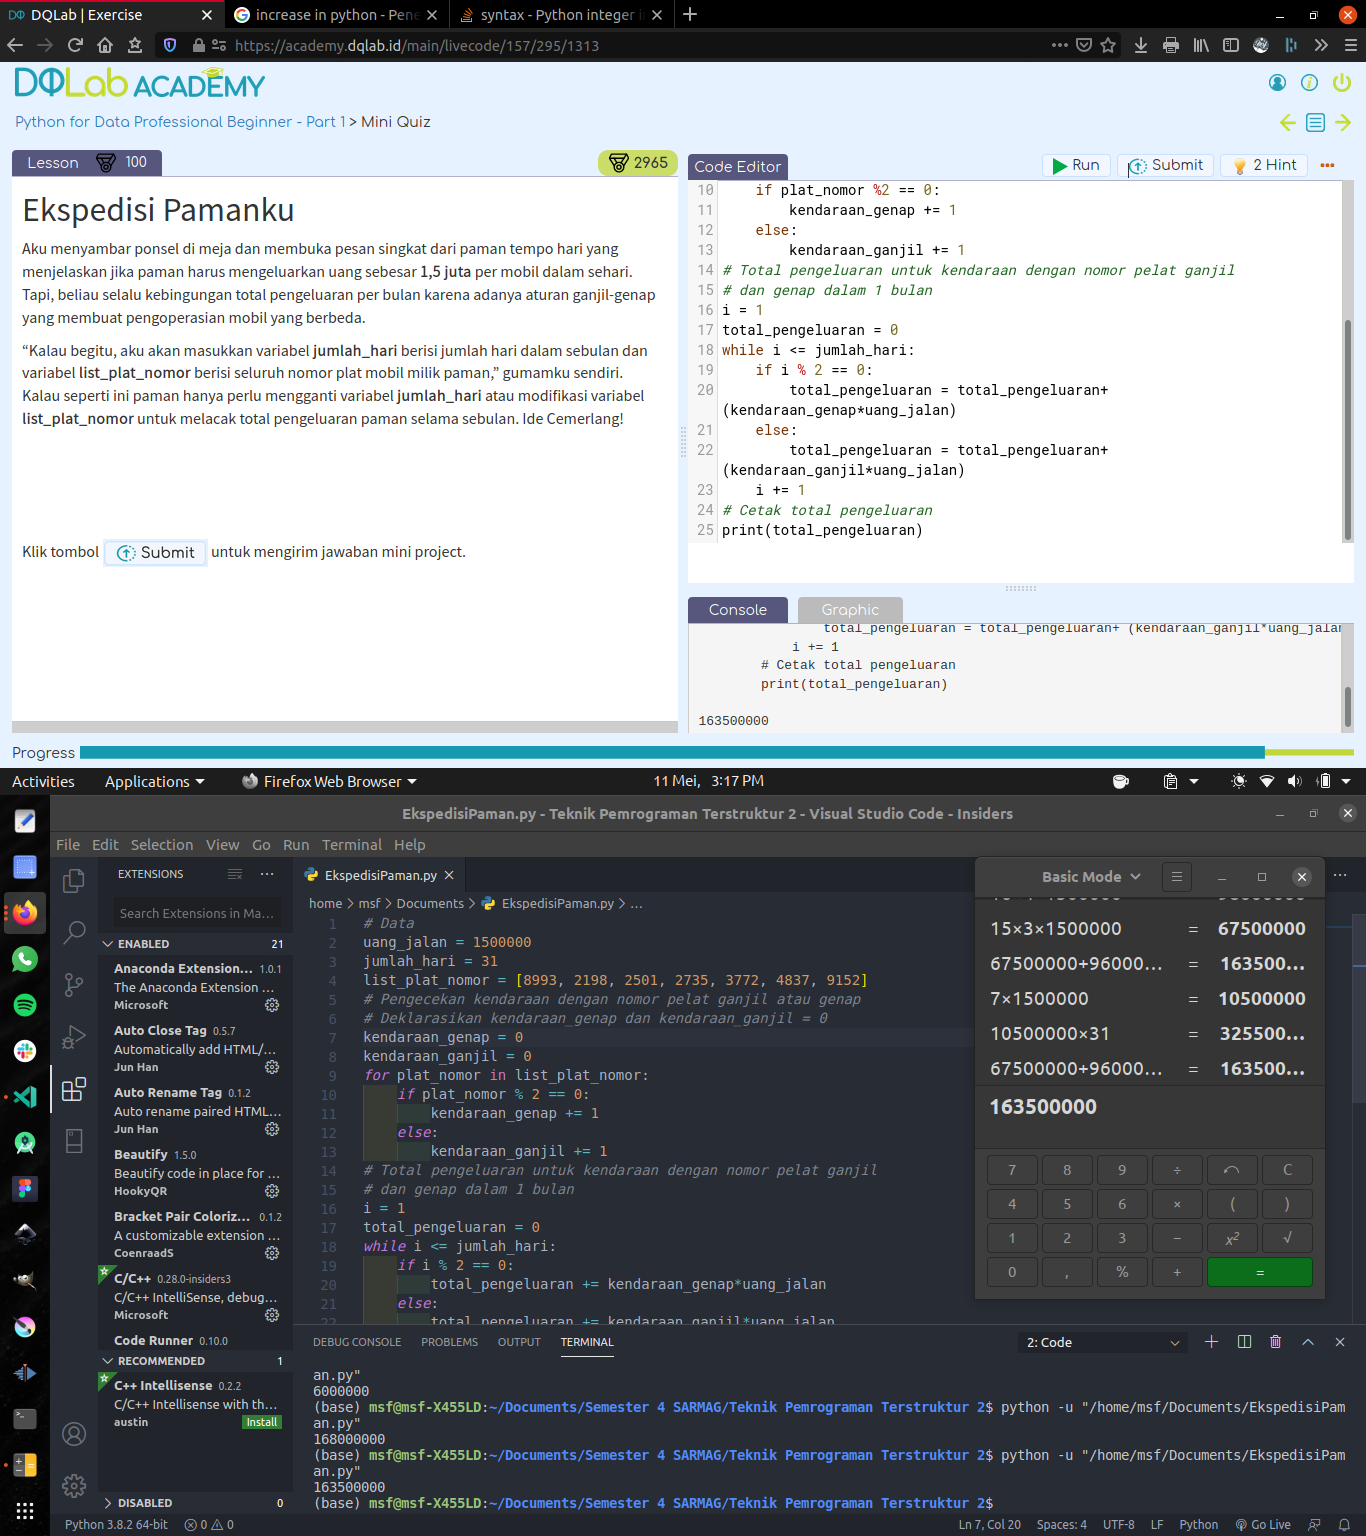 DQLab | Exercise
increase in python - Pene
syntax - Python integer i
https://academy.dqlab.id/main/livecode/157/295/1313
DQLab ACADEMY
Python for Data Professional Beginner - Part 1 > Mini Quiz
Lesson 100
2965
Ekspedisi Pamanku
Aku menyambar ponsel di meja dan membuka pesan singkat dari paman tempo hari yang
menjelaskan jika paman harus mengeluarkan uang sebesar 1,5 juta per mobil dalam sehari.
Tapi, beliau selalu kebingungan total pengeluaran per bulan karena adanya aturan ganjil-genap
yang membuat pengoperasian mobil yang berbeda.
“Kalau begitu, aku akan masukkan variabel jumlah_hari berisi jumlah hari dalam sebulan dan
variabel list_plat_nomor berisi seluruh nomor plat mobil milik paman,” gumamku sendiri.
Kalau seperti ini paman hanya perlu mengganti variabel jumlah_hari atau modifikasi variabel
list_plat_nomor untuk melacak total pengeluaran paman selama sebulan. Ide Cemerlang!
Klik tombol Submit untuk mengirim jawaban mini project.
Code Editor
Run
Submit
2 Hint
10 if plat_nomor %2 == 0:
11 kendaraan_genap += 1
12 else:
13 kendaraan_ganjil += 1
14 # Total pengeluaran untuk kendaraan dengan nomor pelat ganjil
15 # dan genap dalam 1 bulan
16 i = 1
17 total_pengeluaran = 0
18 while i <= jumlah_hari:
19 if i % 2 == 0:
20 total_pengeluaran = total_pengeluaran+
(kendaraan_genap*uang_jalan)
21 else:
22 total_pengeluaran = total_pengeluaran+
(kendaraan_ganjil*uang_jalan)
23 i += 1
24 # Cetak total pengeluaran
25 print(total_pengeluaran)
Console
Graphic
total_pengeluaran = total_pengeluaran+ (kendaraan_ganjil*uang_jalan
i += 1
# Cetak total pengeluaran
print(total_pengeluaran)
163500000
Progress
Activities
Applications
Firefox Web Browser
11 Mei, 3:17 PM
EkspedisiPaman.py - Teknik Pemrograman Terstruktur 2 - Visual Studio Code - Insiders
File Edit Selection View Go Run Terminal Help
EXTENSIONS
Search Extensions in Ma...
ENABLED 21
Anaconda Extension... 1.0.1
The Anaconda Extension ...
Microsoft
Auto Close Tag 0.5.7
Automatically add HTML/...
Jun Han
Auto Rename Tag 0.1.2
Auto rename paired HTML...
Jun Han
Beautify 1.5.0
Beautify code in place for ...
HookyQR
Bracket Pair Coloriz... 0.1.2
A customizable extension ...
CoenraadS
C/C++ 0.28.0-insiders3
C/C++ IntelliSense, debug...
Microsoft
Code Runner 0.10.0
RECOMMENDED 1
C++ Intellisense 0.2.2
C/C++ Intellisense with th...
austin Install
DISABLED 0
EkspedisiPaman.py
home > msf > Documents > EkspedisiPaman.py > ...
1 # Data
2 uang_jalan = 1500000
3 jumlah_hari = 31
4 list_plat_nomor = [8993, 2198, 2501, 2735, 3772, 4837, 9152]
5 # Pengecekan kendaraan dengan nomor pelat ganjil atau genap
6 # Deklarasikan kendaraan_genap dan kendaraan_ganjil = 0
7 kendaraan_genap = 0
8 kendaraan_ganjil = 0
9 for plat_nomor in list_plat_nomor:
10 if plat_nomor % 2 == 0:
11 kendaraan_genap += 1
12 else:
13 kendaraan_ganjil += 1
14 # Total pengeluaran untuk kendaraan dengan nomor pelat ganjil
15 # dan genap dalam 1 bulan
16 i = 1
17 total_pengeluaran = 0
18 while i <= jumlah_hari:
19 if i % 2 == 0:
20 total_pengeluaran += kendaraan_genap*uang_jalan
21 else:
22 total_pengeluaran += kendaraan_ganjil*uang_jalan
Basic Mode
15×3×1500000 = 67500000
67500000+96000... = 163500...
7×1500000 = 10500000
10500000×31 = 325500...
67500000+96000... = 163500...
163500000
7 8 9 ÷ C
4 5 6 × ( )
1 2 3 − x² √
0 , % + =
DEBUG CONSOLE PROBLEMS OUTPUT TERMINAL
2: Code
an.py"
6000000
(base) msf@msf-X455LD:~/Documents/Semester 4 SARMAG/Teknik Pemrograman Terstruktur 2$ python -u "/home/msf/Documents/EkspedisiPam
an.py"
168000000
(base) msf@msf-X455LD:~/Documents/Semester 4 SARMAG/Teknik Pemrograman Terstruktur 2$ python -u "/home/msf/Documents/EkspedisiPam
an.py"
163500000
(base) msf@msf-X455LD:~/Documents/Semester 4 SARMAG/Teknik Pemrograman Terstruktur 2$
Python 3.8.2 64-bit
0 0
Ln 7, Col 20 Spaces: 4 UTF-8 LF Python Go Live